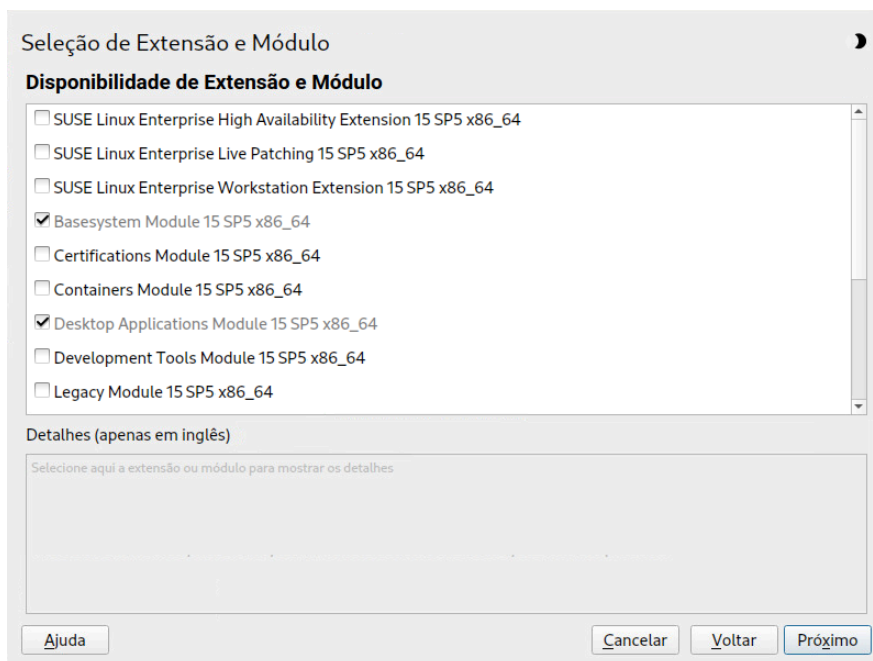 Seleção de Extensão e Módulo
Disponibilidade de Extensão e Módulo
SUSE Linux Enterprise High Availability Extension 15 SP5 x86_64
SUSE Linux Enterprise Live Patching 15 SP5 x86_64
SUSE Linux Enterprise Workstation Extension 15 SP5 x86_64
Basesystem Module 15 SP5 x86_64
Certifications Module 15 SP5 x86_64
Containers Module 15 SP5 x86_64
Desktop Applications Module 15 SP5 x86_64
Development Tools Module 15 SP5 x86_64
Legacy Module 15 SP5 x86_64
Detalhes (apenas em inglês)
Selecione aqui a extensão ou módulo para mostrar os detalhes
Ajuda Cancelar Voltar Próximo